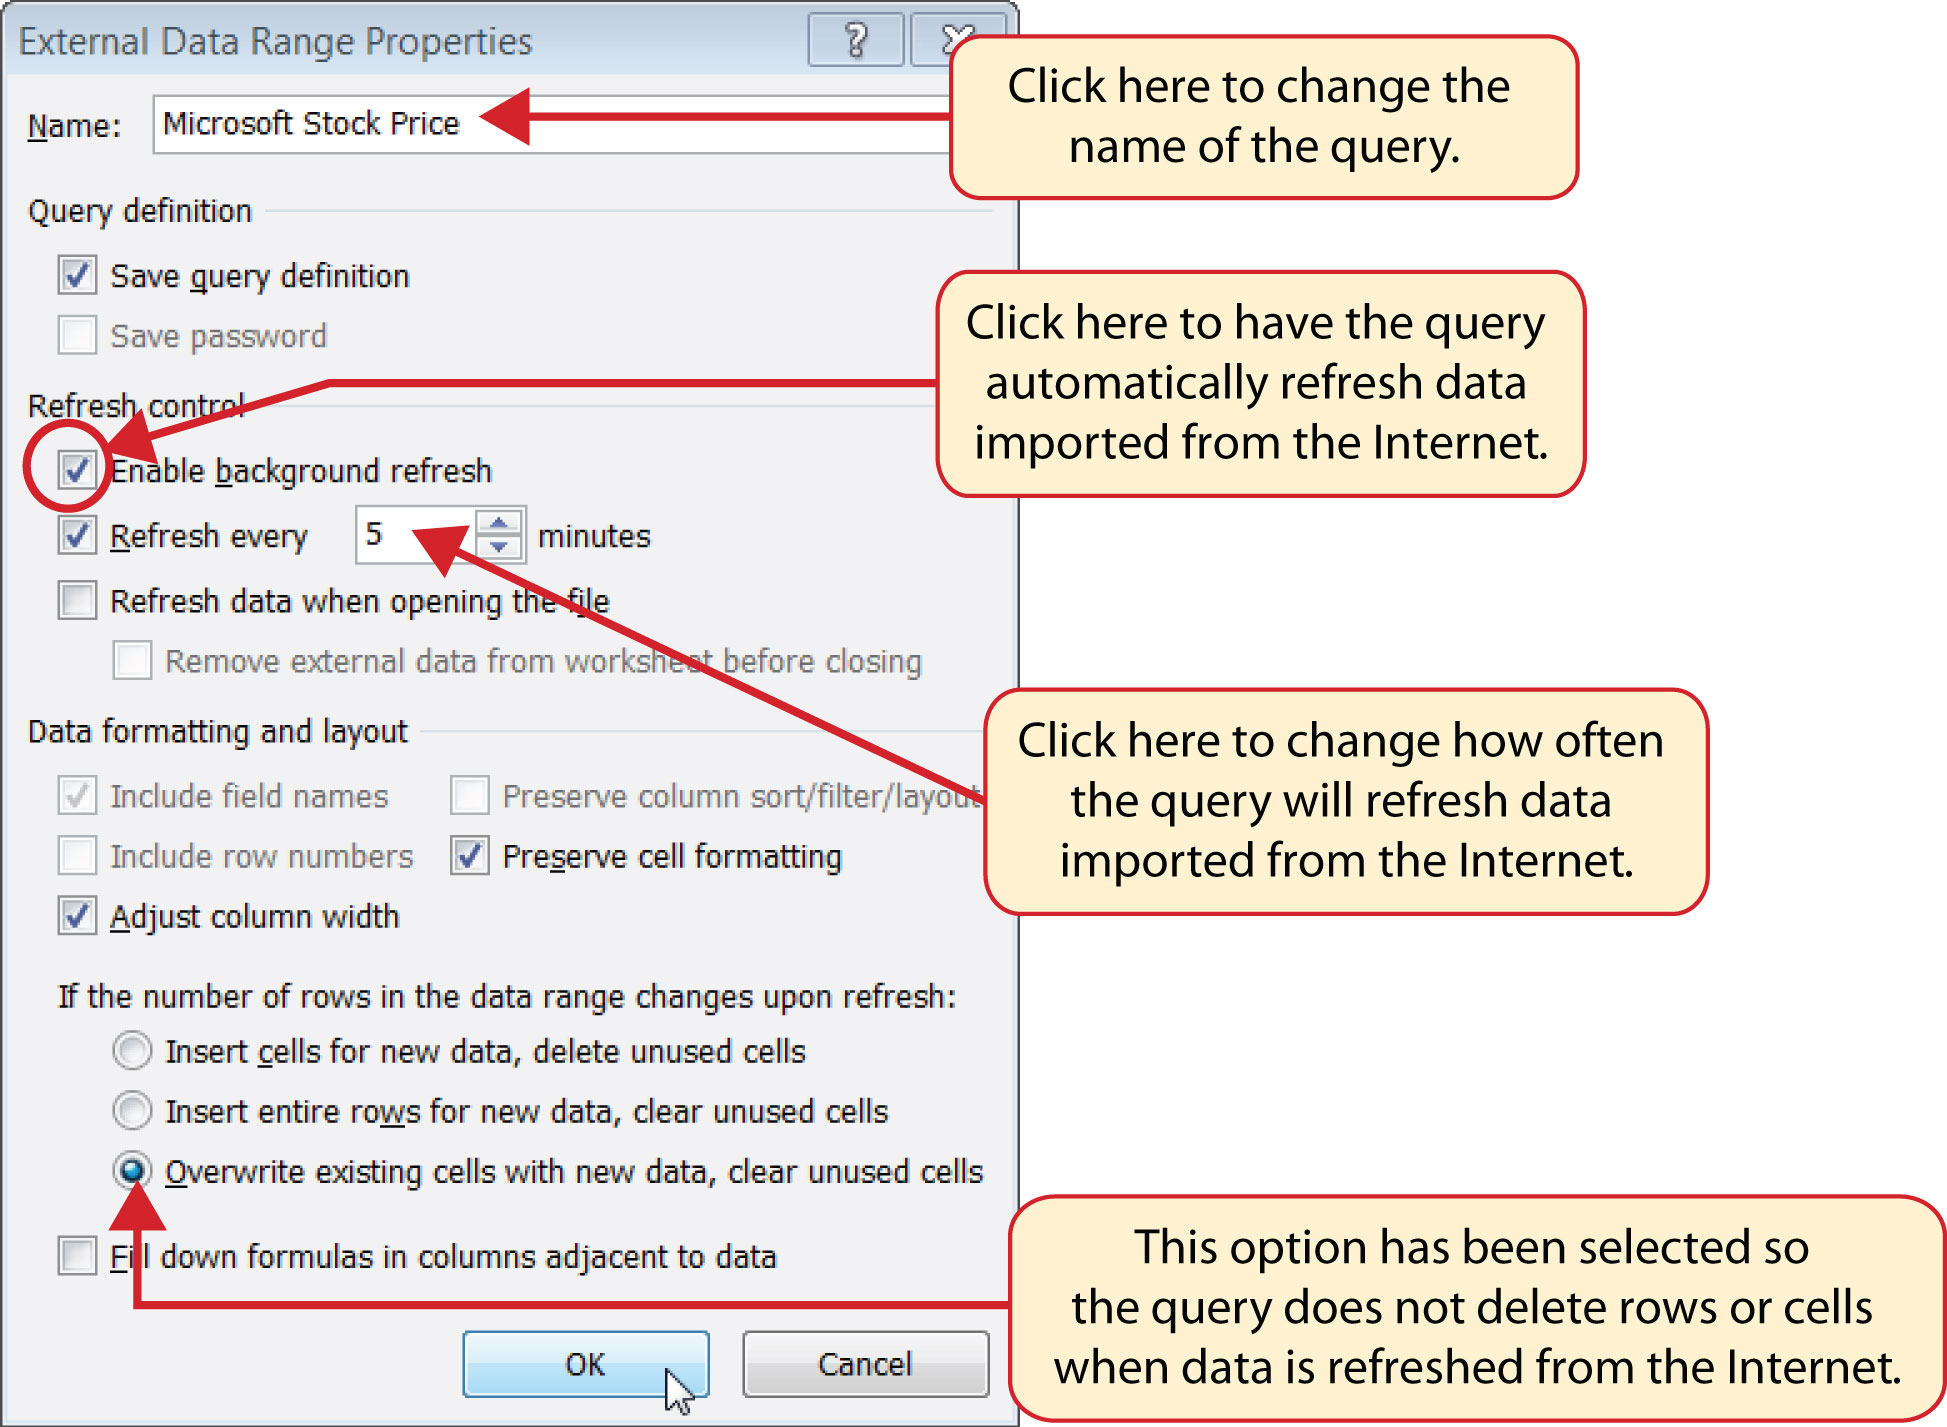 External Data Range Properties
?
Click here to change the
name of the query.
Name: Microsoft Stock Price
Query definition
Save query definition
Save password
Click here to have the query
automatically refresh data
imported from the Internet.
Refresh control
Enable background refresh
Refresh every 5 minutes
Refresh data when opening the file
Remove external data from worksheet before closing
Click here to change how often
the query will refresh data
imported from the Internet.
Data formatting and layout
Include field names Preserve column sort/filter/layout
Include row numbers Preserve cell formatting
Adjust column width
If the number of rows in the data range changes upon refresh:
Insert cells for new data, delete unused cells
Insert entire rows for new data, clear unused cells
Overwrite existing cells with new data, clear unused cells
This option has been selected so
the query does not delete rows or cells
when data is refreshed from the Internet.
Fill down formulas in columns adjacent to data
OK Cancel